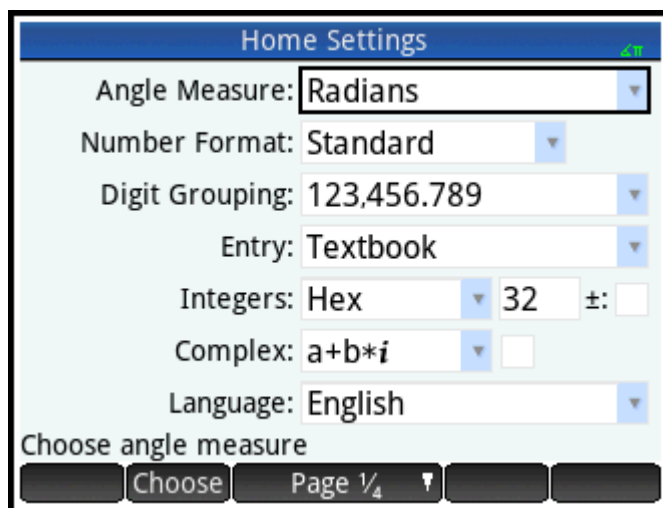 Home Settings
∡π
Angle Measure: Radians
Number Format: Standard
Digit Grouping: 123,456.789
Entry: Textbook
Integers: Hex 32 ±:
Complex: a+b*i
Language: English
Choose angle measure
Choose Page ¼